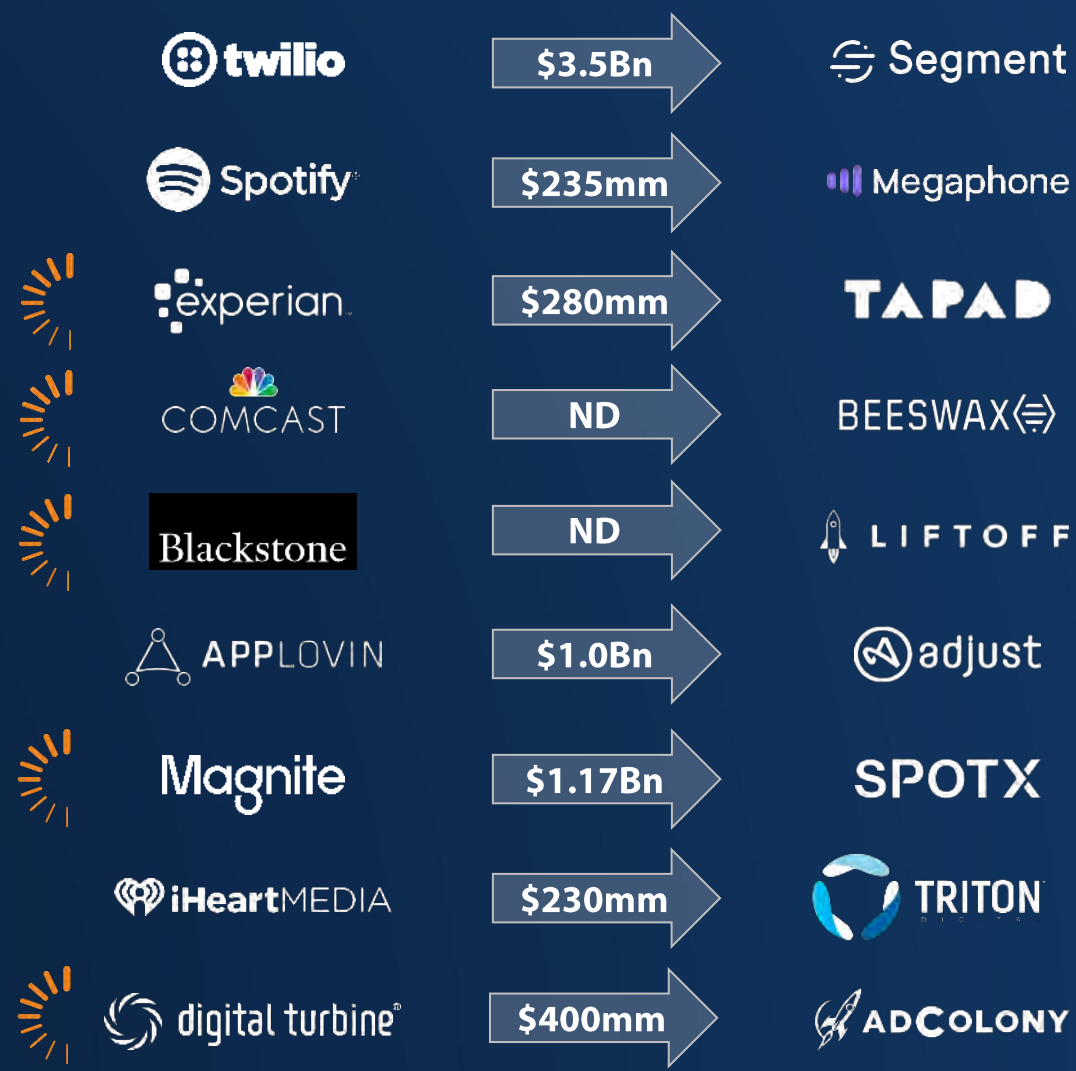 twilio $3.5Bn Segment
Spotify $235mm Megaphone
experian $280mm TAPAD
COMCAST ND BEESWAX
Blackstone ND LIFTOFF
APPLOVIN $1.0Bn adjust
Magnite $1.17Bn SPOTX
iHeartMEDIA $230mm TRITON
digital turbine® $400mm ADCOLONY